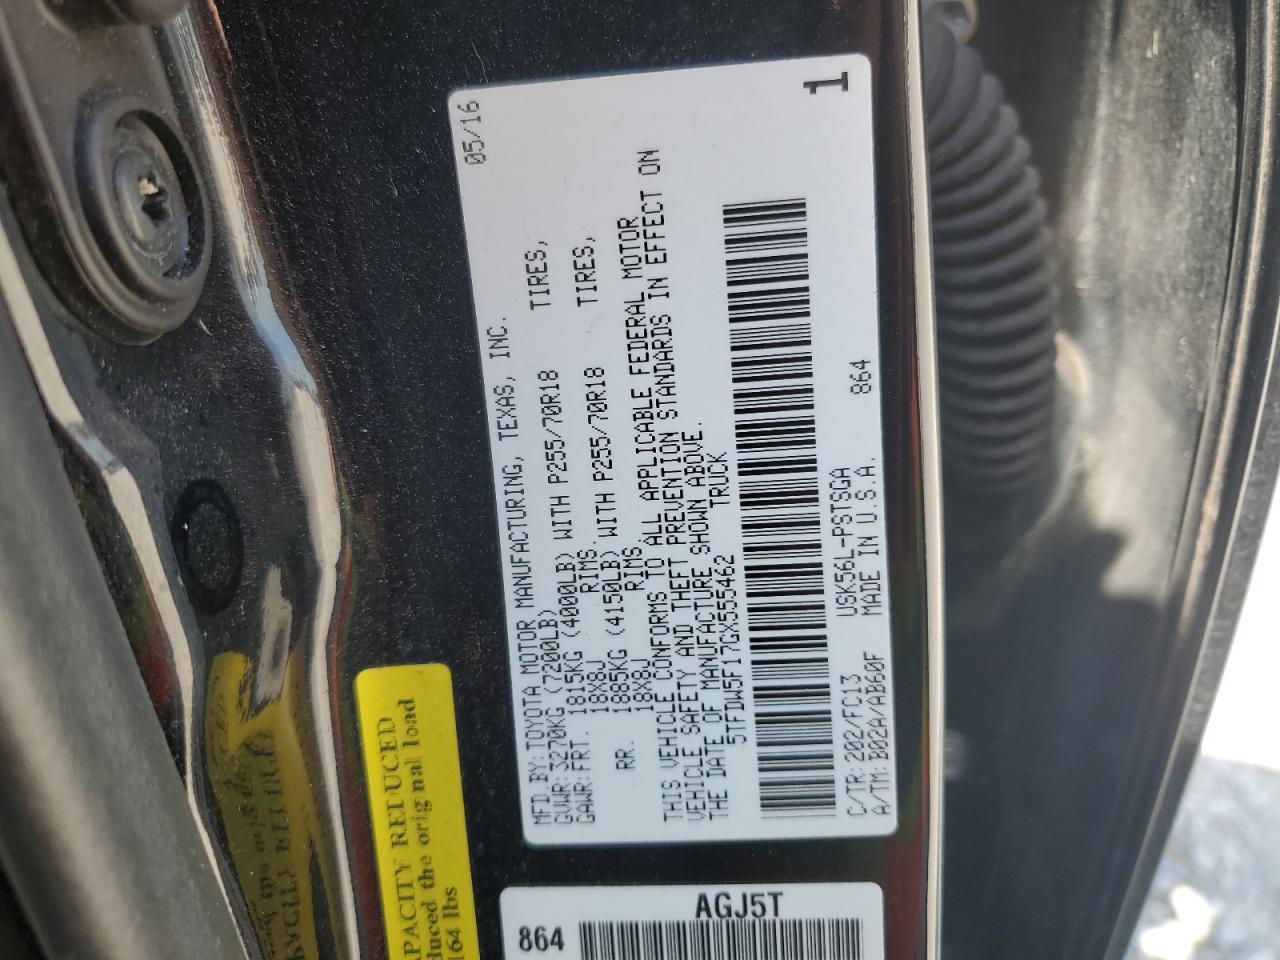 05/16
MFD BY: TOYOTA MOTOR MANUFACTURING, TEXAS, INC.
GVWR: 3270KG (7200LB)
GAWR: FRT. 1815KG (4000LB) WITH P255/70R18 TIRES,
18X8J RIMS,
RR. 1885KG (4150LB) WITH P255/70R18 TIRES,
18X8J RIMS,
THIS VEHICLE CONFORMS TO ALL APPLICABLE FEDERAL MOTOR
VEHICLE SAFETY AND THEFT PREVENTION STANDARDS IN EFFECT ON
THE DATE OF MANUFACTURE SHOWN ABOVE.
5TFDW5F17GX555462 TRUCK
C/TR: 202/FC13 USK56L-PSTSGA 864
A/TM: B02A/AB60F MADE IN U.S.A.
1
APACITY REDUCED
duced the original load
164 lbs
AGJ5T
864